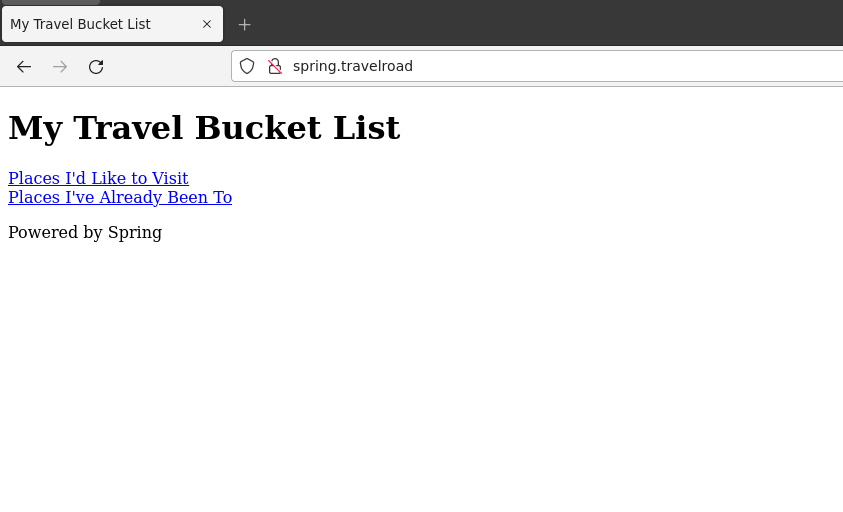 My Travel Bucket List
spring.travelroad
My Travel Bucket List
Places I'd Like to Visit
Places I've Already Been To
Powered by Spring